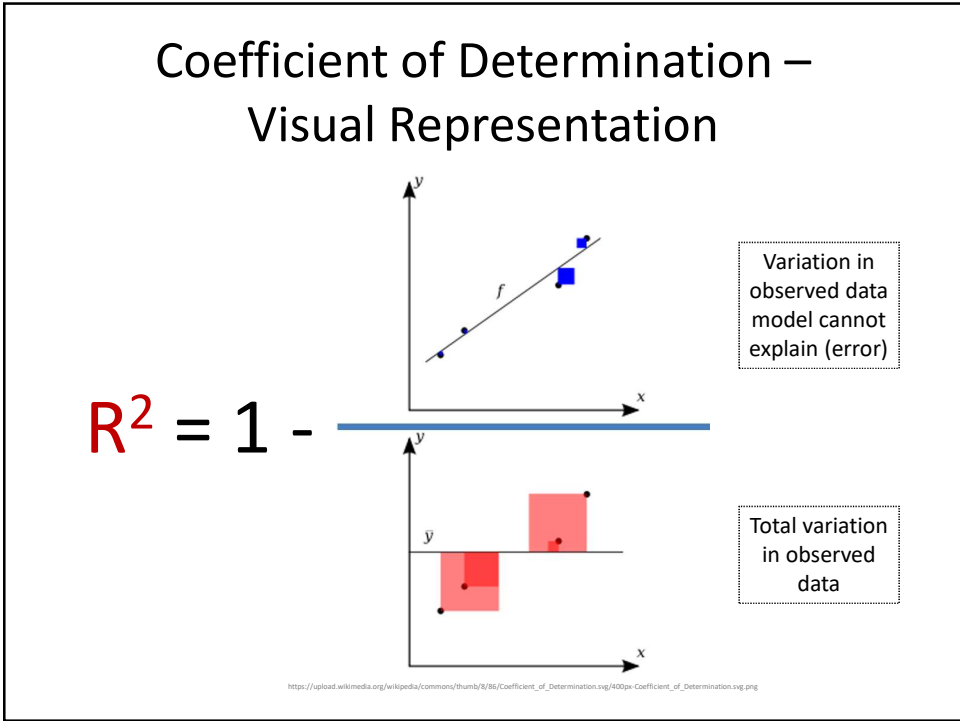 Coefficient of Determination –
Visual Representation
y
f
x
Variation in
observed data
model cannot
explain (error)
R² = 1 -
y
ȳ
x
Total variation
in observed
data
https://upload.wikimedia.org/wikipedia/commons/thumb/8/86/Coefficient_of_Determination.svg/400px-Coefficient_of_Determination.svg.png